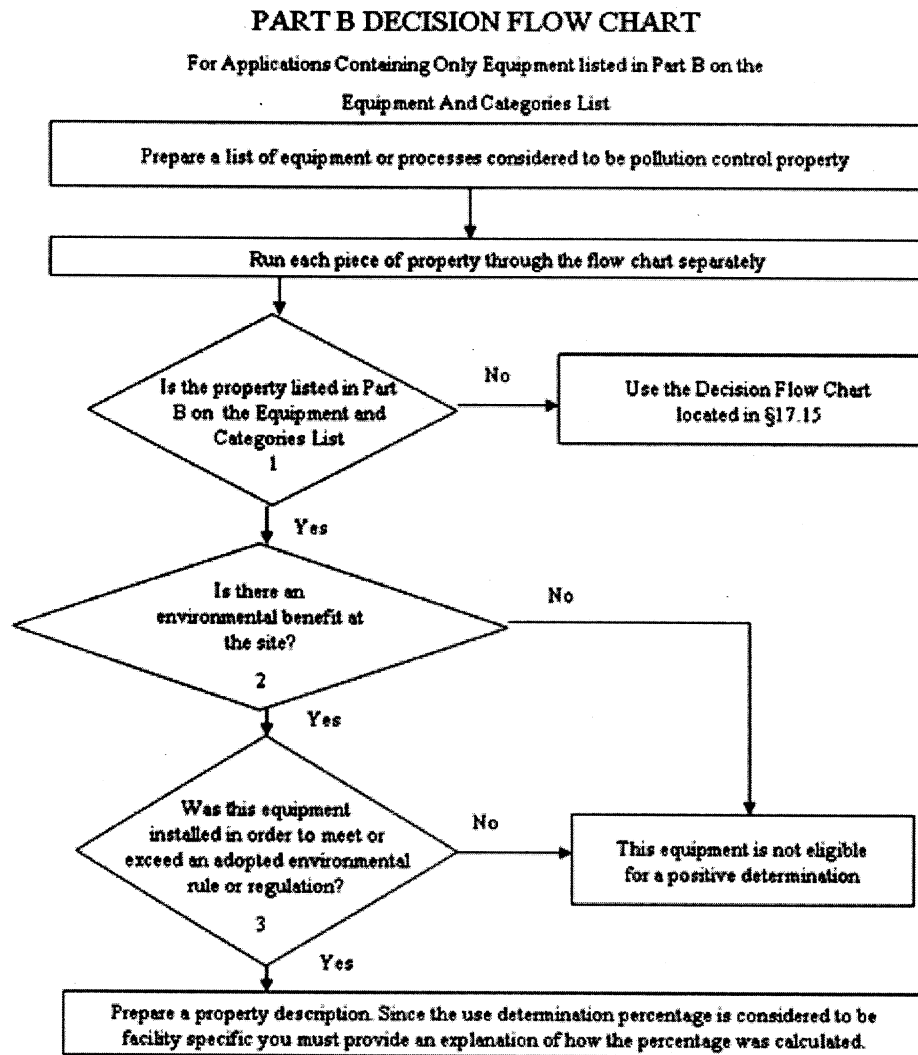 PART B DECISION FLOW CHART
For Applications Containing Only Equipment listed in Part B on the
Equipment And Categories List
Prepare a list of equipment or processes considered to be pollution control property
Run each piece of property through the flow chart separately
Is the property listed in Part
B on the Equipment and
Categories List
1
No
Use the Decision Flow Chart
located in §17.15
Yes
Is there an
environmental benefit at
the site?
2
No
Yes
Was this equipment
installed in order to meet or
exceed an adopted environmental
rule or regulation?
3
No
This equipment is not eligible
for a positive determination
Yes
Prepare a property description. Since the use determination percentage is considered to be
facility specific you must provide an explanation of how the percentage was calculated.